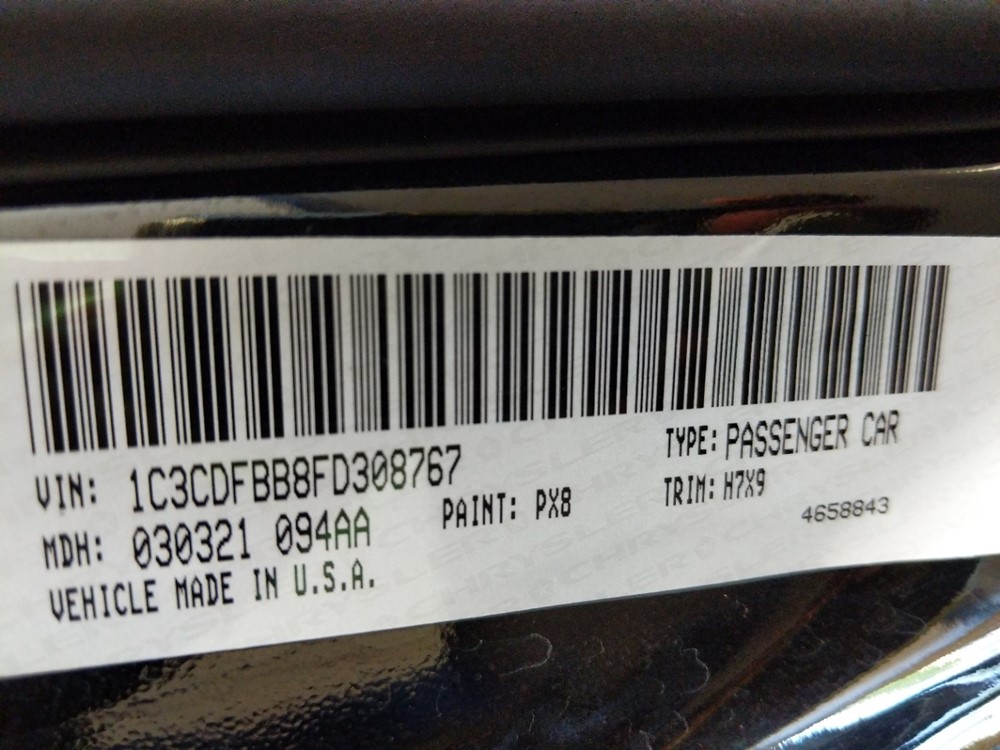 VIN: 1C3CDFBB8FD308767
TYPE: PASSENGER CAR
MDH: 030321 094AA
PAINT: PX8
TRIM: H7X9
4658843
VEHICLE MADE IN U.S.A.